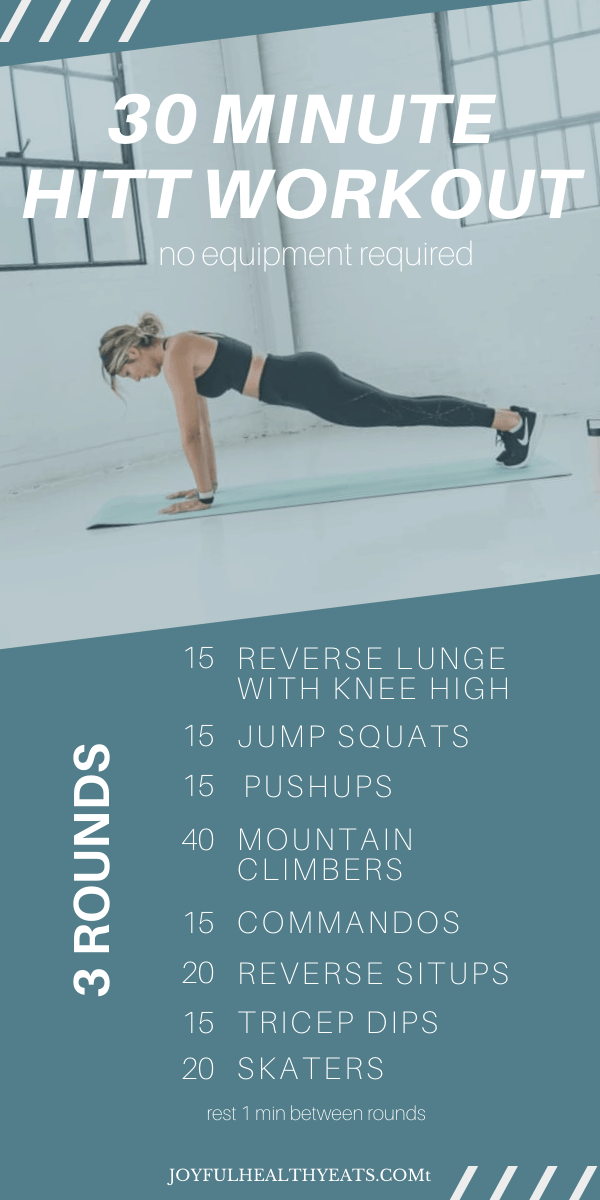 30 MINUTE
HITT WORKOUT
no equipment required
3 ROUNDS
15 REVERSE LUNGE
WITH KNEE HIGH
15 JUMP SQUATS
15 PUSHUPS
40 MOUNTAIN
CLIMBERS
15 COMMANDOS
20 REVERSE SITUPS
15 TRICEP DIPS
20 SKATERS
rest 1 min between rounds
JOYFULHEALTHYEATS.COMt